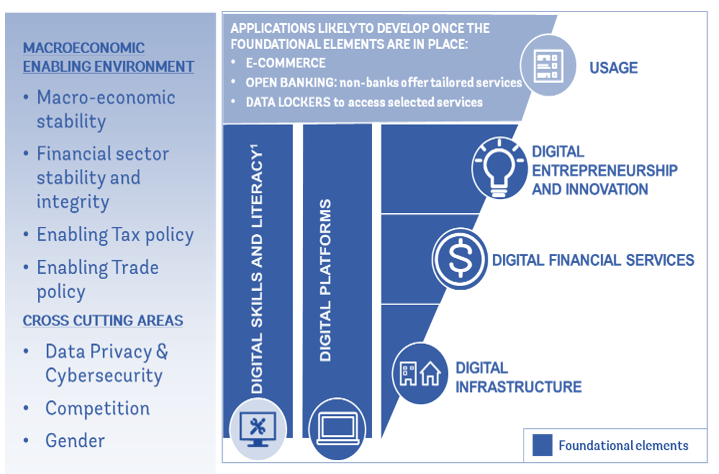 MACROECONOMIC
ENABLING ENVIRONMENT
• Macro-economic
stability
• Financial sector
stability and
integrity
• Enabling Tax policy
• Enabling Trade
policy
CROSS CUTTING AREAS
• Data Privacy &
Cybersecurity
• Competition
• Gender
APPLICATIONS LIKELYTO DEVELOP ONCE THE
FOUNDATIONAL ELEMENTS ARE IN PLACE:
• E-COMMERCE
• OPEN BANKING: non-banks offer tailored services
• DATA LOCKERS to access selected services
USAGE
DIGITAL SKILLS AND LITERACY¹
DIGITAL PLATFORMS
DIGITAL
ENTREPRENEURSHIP
AND INNOVATION
DIGITAL FINANCIAL SERVICES
$
DIGITAL
INFRASTRUCTURE
Foundational elements